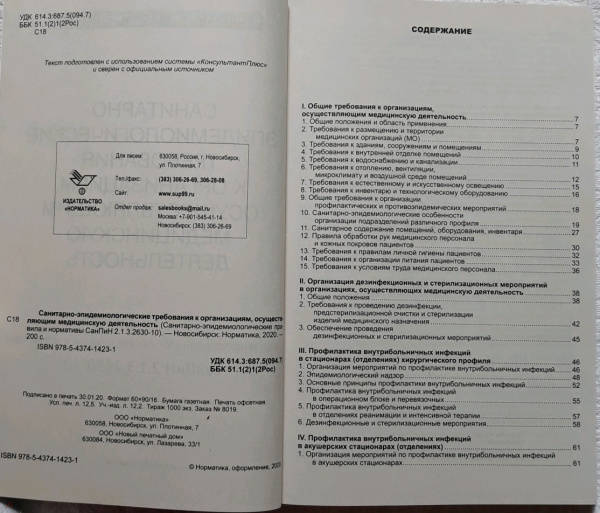 УДК 614.3:687.5(094.7)
ББК 51.1(2)1(2Рос)
С18
Текст подготовлен с использованием системы «КонсультантПлюс»
и сверен с официальным источником
ИЗДАТЕЛЬСТВО
«НОРМАТИКА»
Для писем: 630058, Россия, г. Новосибирск,
ул. Плотинная, 7
Тел./факс: (383) 306-26-69, 306-28-08
Сайт: www.sup99.ru
Отдел продаж: salesbooks@mail.ru
Москва: +7-901-545-41-14
Новосибирск: (383) 306-26-69
Санитарно-эпидемиологические требования к организациям, осущест
С18 ляющим медицинскую деятельность (Санитарно-эпидемиологические пра
вила и нормативы СанПиН 2.1.3.2630-10). — Новосибирск: Норматика, 2020. —
200 с.
ISBN 978-5-4374-1423-1
УДК 614.3:687.5(094.7)
ББК 51.1(2)1(2Рос)
Подписано в печать 30.01.20. Формат 60×90/16. Бумага газетная. Печать офсетная
Усл. печ. л. 12,5. Уч.-изд. л. 12,2. Тираж 1000 экз. Заказ № 8019.
ООО «Норматика»
630058, Новосибирск, ул. Плотинная, 7
ООО «Новый печатный дом»
630084, Новосибирск, ул. Лазарева, 33/1
ISBN 978-5-4374-1423-1
© Норматика, оформление,
СОДЕРЖАНИЕ
I. Общие требования к организациям,
осуществляющим медицинскую деятельность 7
1. Общие положения и область применения 7
2. Требования к размещению и территории
медицинских организаций (МО) 7
3. Требования к зданиям, сооружениям и помещениям 9
4. Требования к внутренней отделке помещений 10
5. Требования к водоснабжению и канализации 11
6. Требования к отоплению, вентиляции,
микроклимату и воздушной среде помещений 12
7. Требования к естественному и искусственному освещению 15
8. Требования к инвентарю и технологическому оборудованию 16
9. Общие требования к организации
профилактических и противоэпидемических мероприятий 18
10. Санитарно-эпидемиологические особенности
организации подразделений различного профиля 19
11. Санитарное содержание помещений, оборудования, инвентаря 27
12. Правила обработки рук медицинского персонала
и кожных покровов пациентов 30
13. Требования к правилам личной гигиены пациентов 32
14. Требования к организации питания пациентов 33
15. Требования к условиям труда медицинского персонала 36
II. Организация дезинфекционных и стерилизационных мероприятий
в организациях, осуществляющих медицинскую деятельность 38
1. Общие положения 38
2. Требования к проведению дезинфекции,
предстерилизационной очистки и стерилизации
изделий медицинского назначения 42
3. Обеспечение проведения
дезинфекционных и стерилизационных мероприятий 45
III. Профилактика внутрибольничных инфекций
в стационарах (отделениях) хирургического профиля 46
1. Организация мероприятий по профилактике внутрибольничных инфекций 46
2. Эпидемиологический надзор 48
3. Основные принципы профилактики внутрибольничных инфекций 52
4. Профилактика внутрибольничных инфекций
в операционном блоке и перевязочных 55
5. Профилактика внутрибольничных инфекций
в отделениях реанимации и интенсивной терапии 57
6. Дезинфекционные и стерилизационные мероприятия 58
IV. Профилактика внутрибольничных инфекций
в акушерских стационарах (отделениях) 61
1. Организация мероприятий по профилактике внутрибольничных инфекций
в акушерских стационарах 61